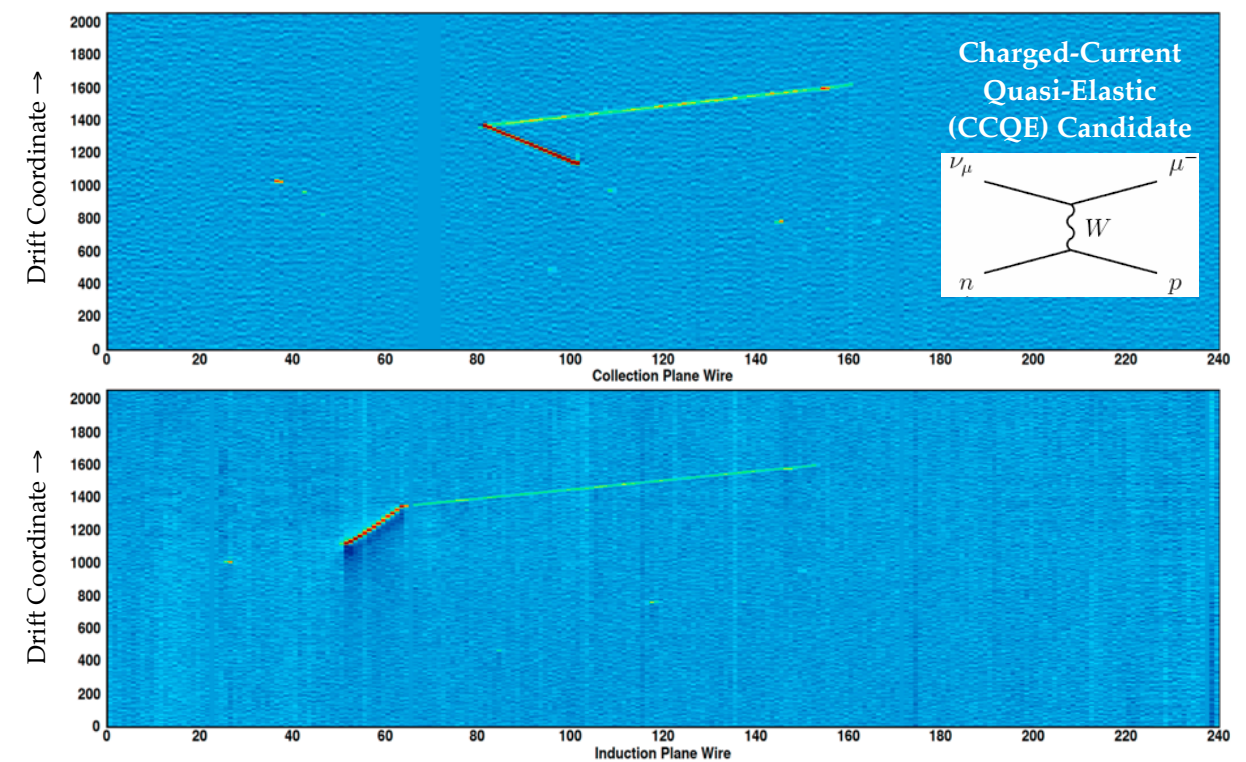 Drift Coordinate →
2000
1800
1600
1400
1200
1000
800
600
400
200
0
0 20 40 60 80 100 120 140 160 180 200 220 240
Collection Plane Wire
Charged-Current
Quasi-Elastic
(CCQE) Candidate
νμ
μ−
W
n
p
Drift Coordinate →
2000
1800
1600
1400
1200
1000
800
600
400
200
0
0 20 40 60 80 100 120 140 160 180 200 220 240
Induction Plane Wire